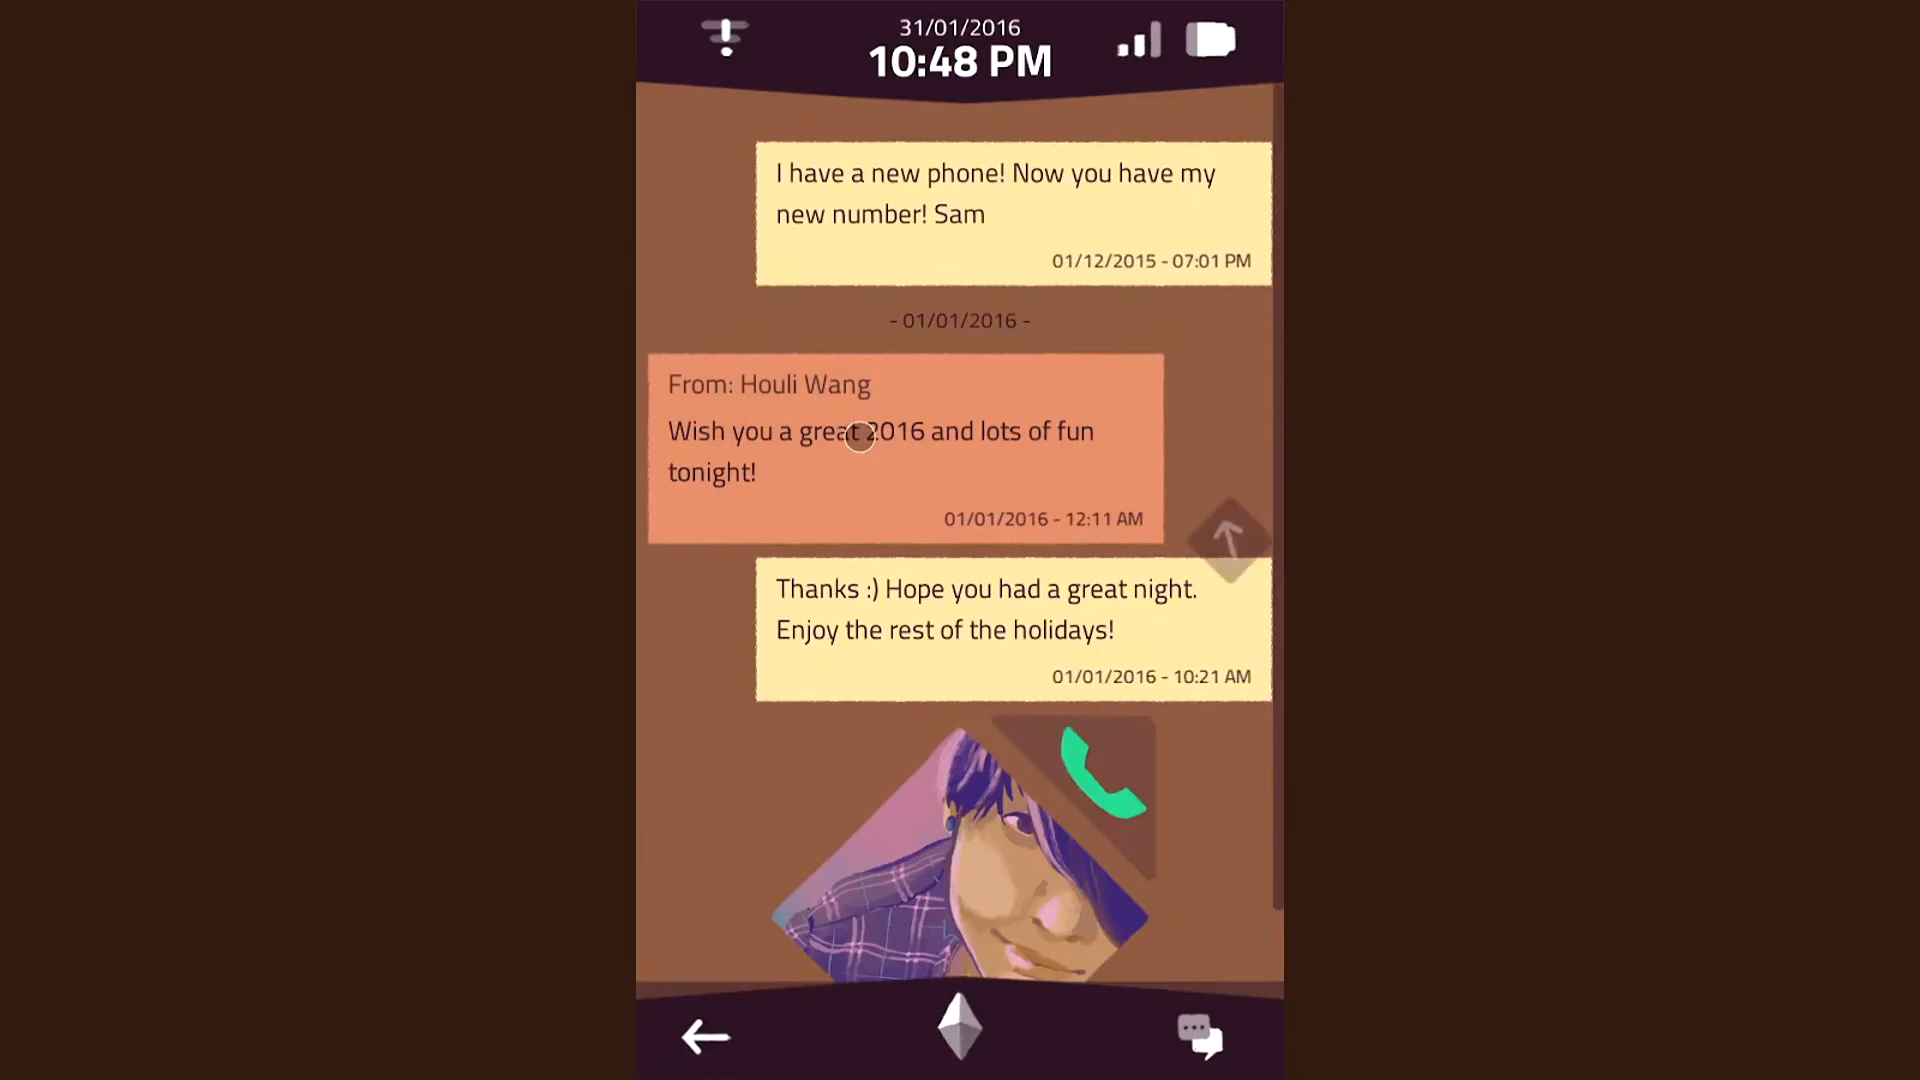 31/01/2016
10:48 PM
I have a new phone! Now you have my
new number! Sam
01/12/2015 - 07:01 PM
- 01/01/2016 -
From: Houli Wang
Wish you a great 2016 and lots of fun
tonight!
01/01/2016 - 12:11 AM
Thanks :) Hope you had a great night.
Enjoy the rest of the holidays!
01/01/2016 - 10:21 AM